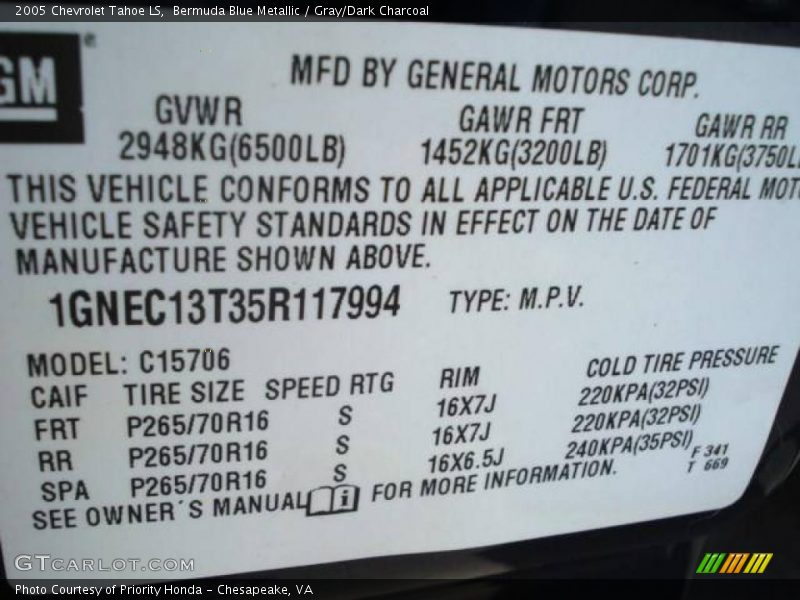 2005 Chevrolet Tahoe LS, Bermuda Blue Metallic / Gray/Dark Charcoal
GM
MFD BY GENERAL MOTORS CORP.
GVWR GAWR FRT GAWR RR
2948KG(6500LB) 1452KG(3200LB) 1701KG(3750L
THIS VEHICLE CONFORMS TO ALL APPLICABLE U.S. FEDERAL MOT
VEHICLE SAFETY STANDARDS IN EFFECT ON THE DATE OF
MANUFACTURE SHOWN ABOVE.
1GNEC13T35R117994 TYPE: M.P.V.
MODEL: C15706
CAIF TIRE SIZE SPEED RTG RIM COLD TIRE PRESSURE
FRT P265/70R16 S 16X7J 220KPA(32PSI)
RR P265/70R16 S 16X7J 220KPA(32PSI)
SPA P265/70R16 S 16X6.5J 240KPA(35PSI)
F 341
T 669
SEE OWNER´S MANUAL i FOR MORE INFORMATION.
GTCARLOT.COM
Photo Courtesy of Priority Honda - Chesapeake, VA